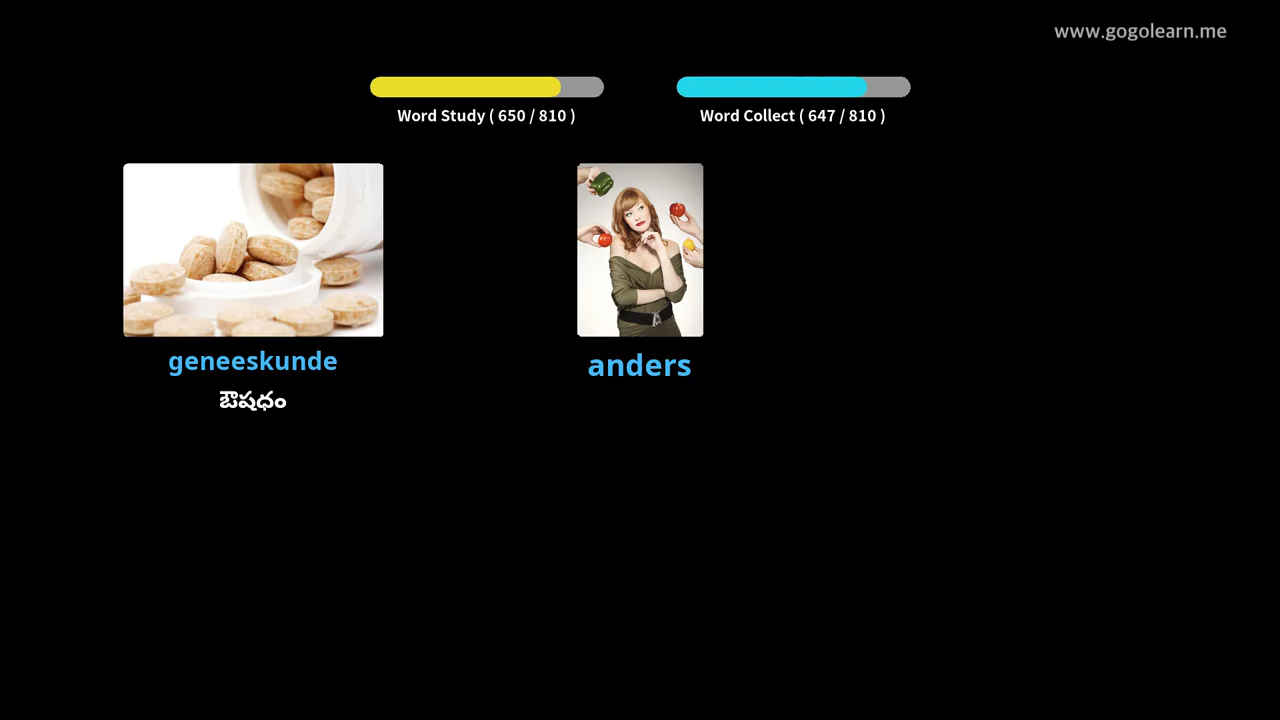 www.gogolearn.me
Word Study ( 650 / 810 )
Word Collect ( 647 / 810 )
geneeskunde
ఔషధం
anders